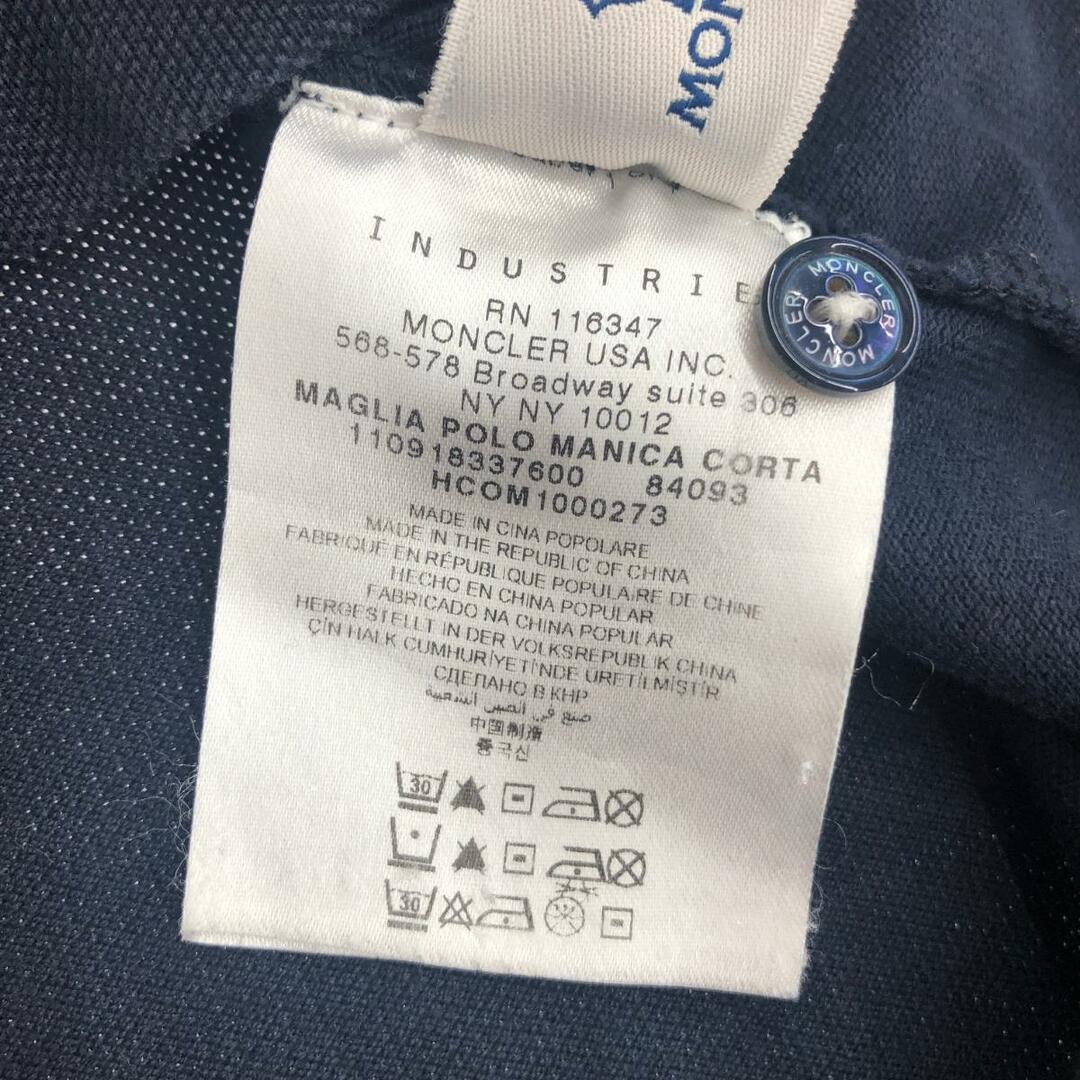 MON
INDUSTRIE
RN 116347
MONCLER USA INC.
568-578 Broadway suite 306
NY NY 10012
MAGLIA POLO MANICA CORTA
110918337600 84093
HCOM1000273
MADE IN CINA POPOLARE
MADE IN THE REPUBLIC OF CHINA
FABRIQUÉ EN RÉPUBLIQUE POPULAIRE DE CHINE
HECHO EN CHINA POPULAR
FABRICADO NA CHINA POPULAR
HERGESTELLT IN DER VOLKSREPUBLIK CHINA
ÇİN HALK CUMHURİYETİ'NDE ÜRETİLMİŞTİR
СДЕЛАНО В КНР
صنع في الصين الشعبية
中国制造
중국신
30
30
MONCLER MONCLER